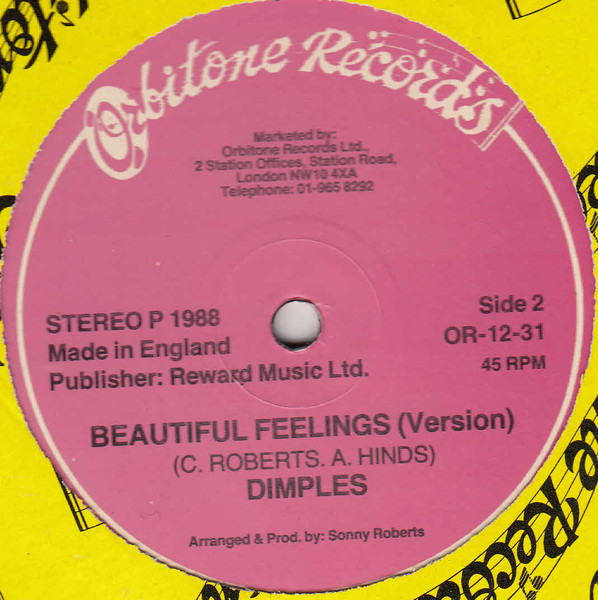 Orbitone Records
Marketed by:
Orbitone Records Ltd.,
2 Station Offices, Station Road,
London NW10 4XA
Telephone: 01-965 8292
STEREO P 1988
Made in England
Publisher: Reward Music Ltd.
Side 2
OR-12-31
45 RPM
BEAUTIFUL FEELINGS (Version)
(C. ROBERTS. A. HINDS)
DIMPLES
Arranged & Prod. by: Sonny Roberts
ne Records